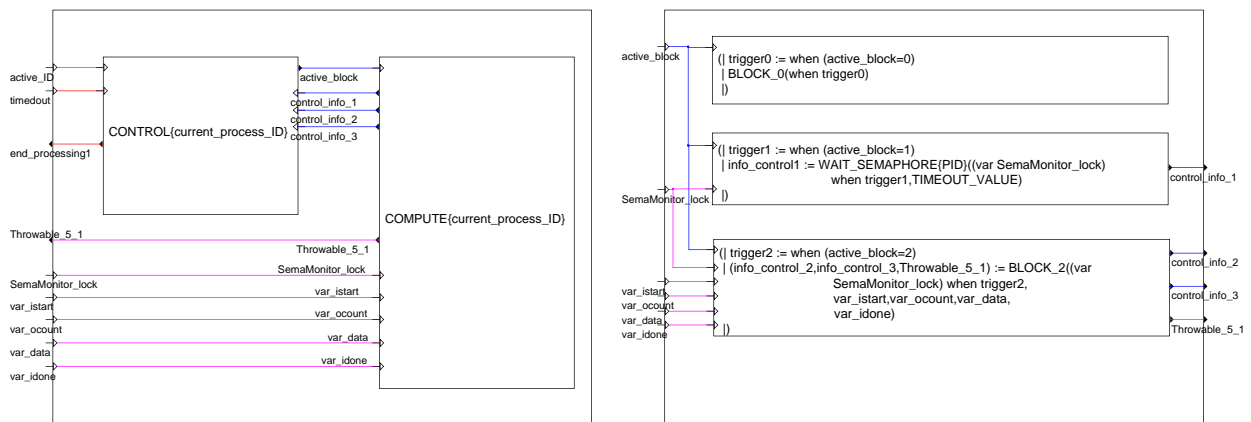 active_ID
timedout
end_processing1
CONTROL{current_process_ID}
active_block
control_info_1
control_info_2
control_info_3
COMPUTE{current_process_ID}
Throwable_5_1
Throwable_5_1
SemaMonitor_lock
SemaMonitor_lock
var_istart
var_istart
var_ocount
var_ocount
var_data
var_data
var_idone
var_idone
active_block
(| trigger0 := when (active_block=0)
| BLOCK_0(when trigger0)
|)
(| trigger1 := when (active_block=1)
| info_control1 := WAIT_SEMAPHORE{PID}((var SemaMonitor_lock)
when trigger1,TIMEOUT_VALUE)
|)
control_info_1
SemaMonitor_lock
(| trigger2 := when (active_block=2)
| (info_control_2,info_control_3,Throwable_5_1) := BLOCK_2((var
SemaMonitor_lock) when trigger2,
var_istart,var_ocount,var_data,
var_idone)
|)
var_istart
var_ocount
var_data
var_idone
control_info_2
control_info_3
Throwable_5_1